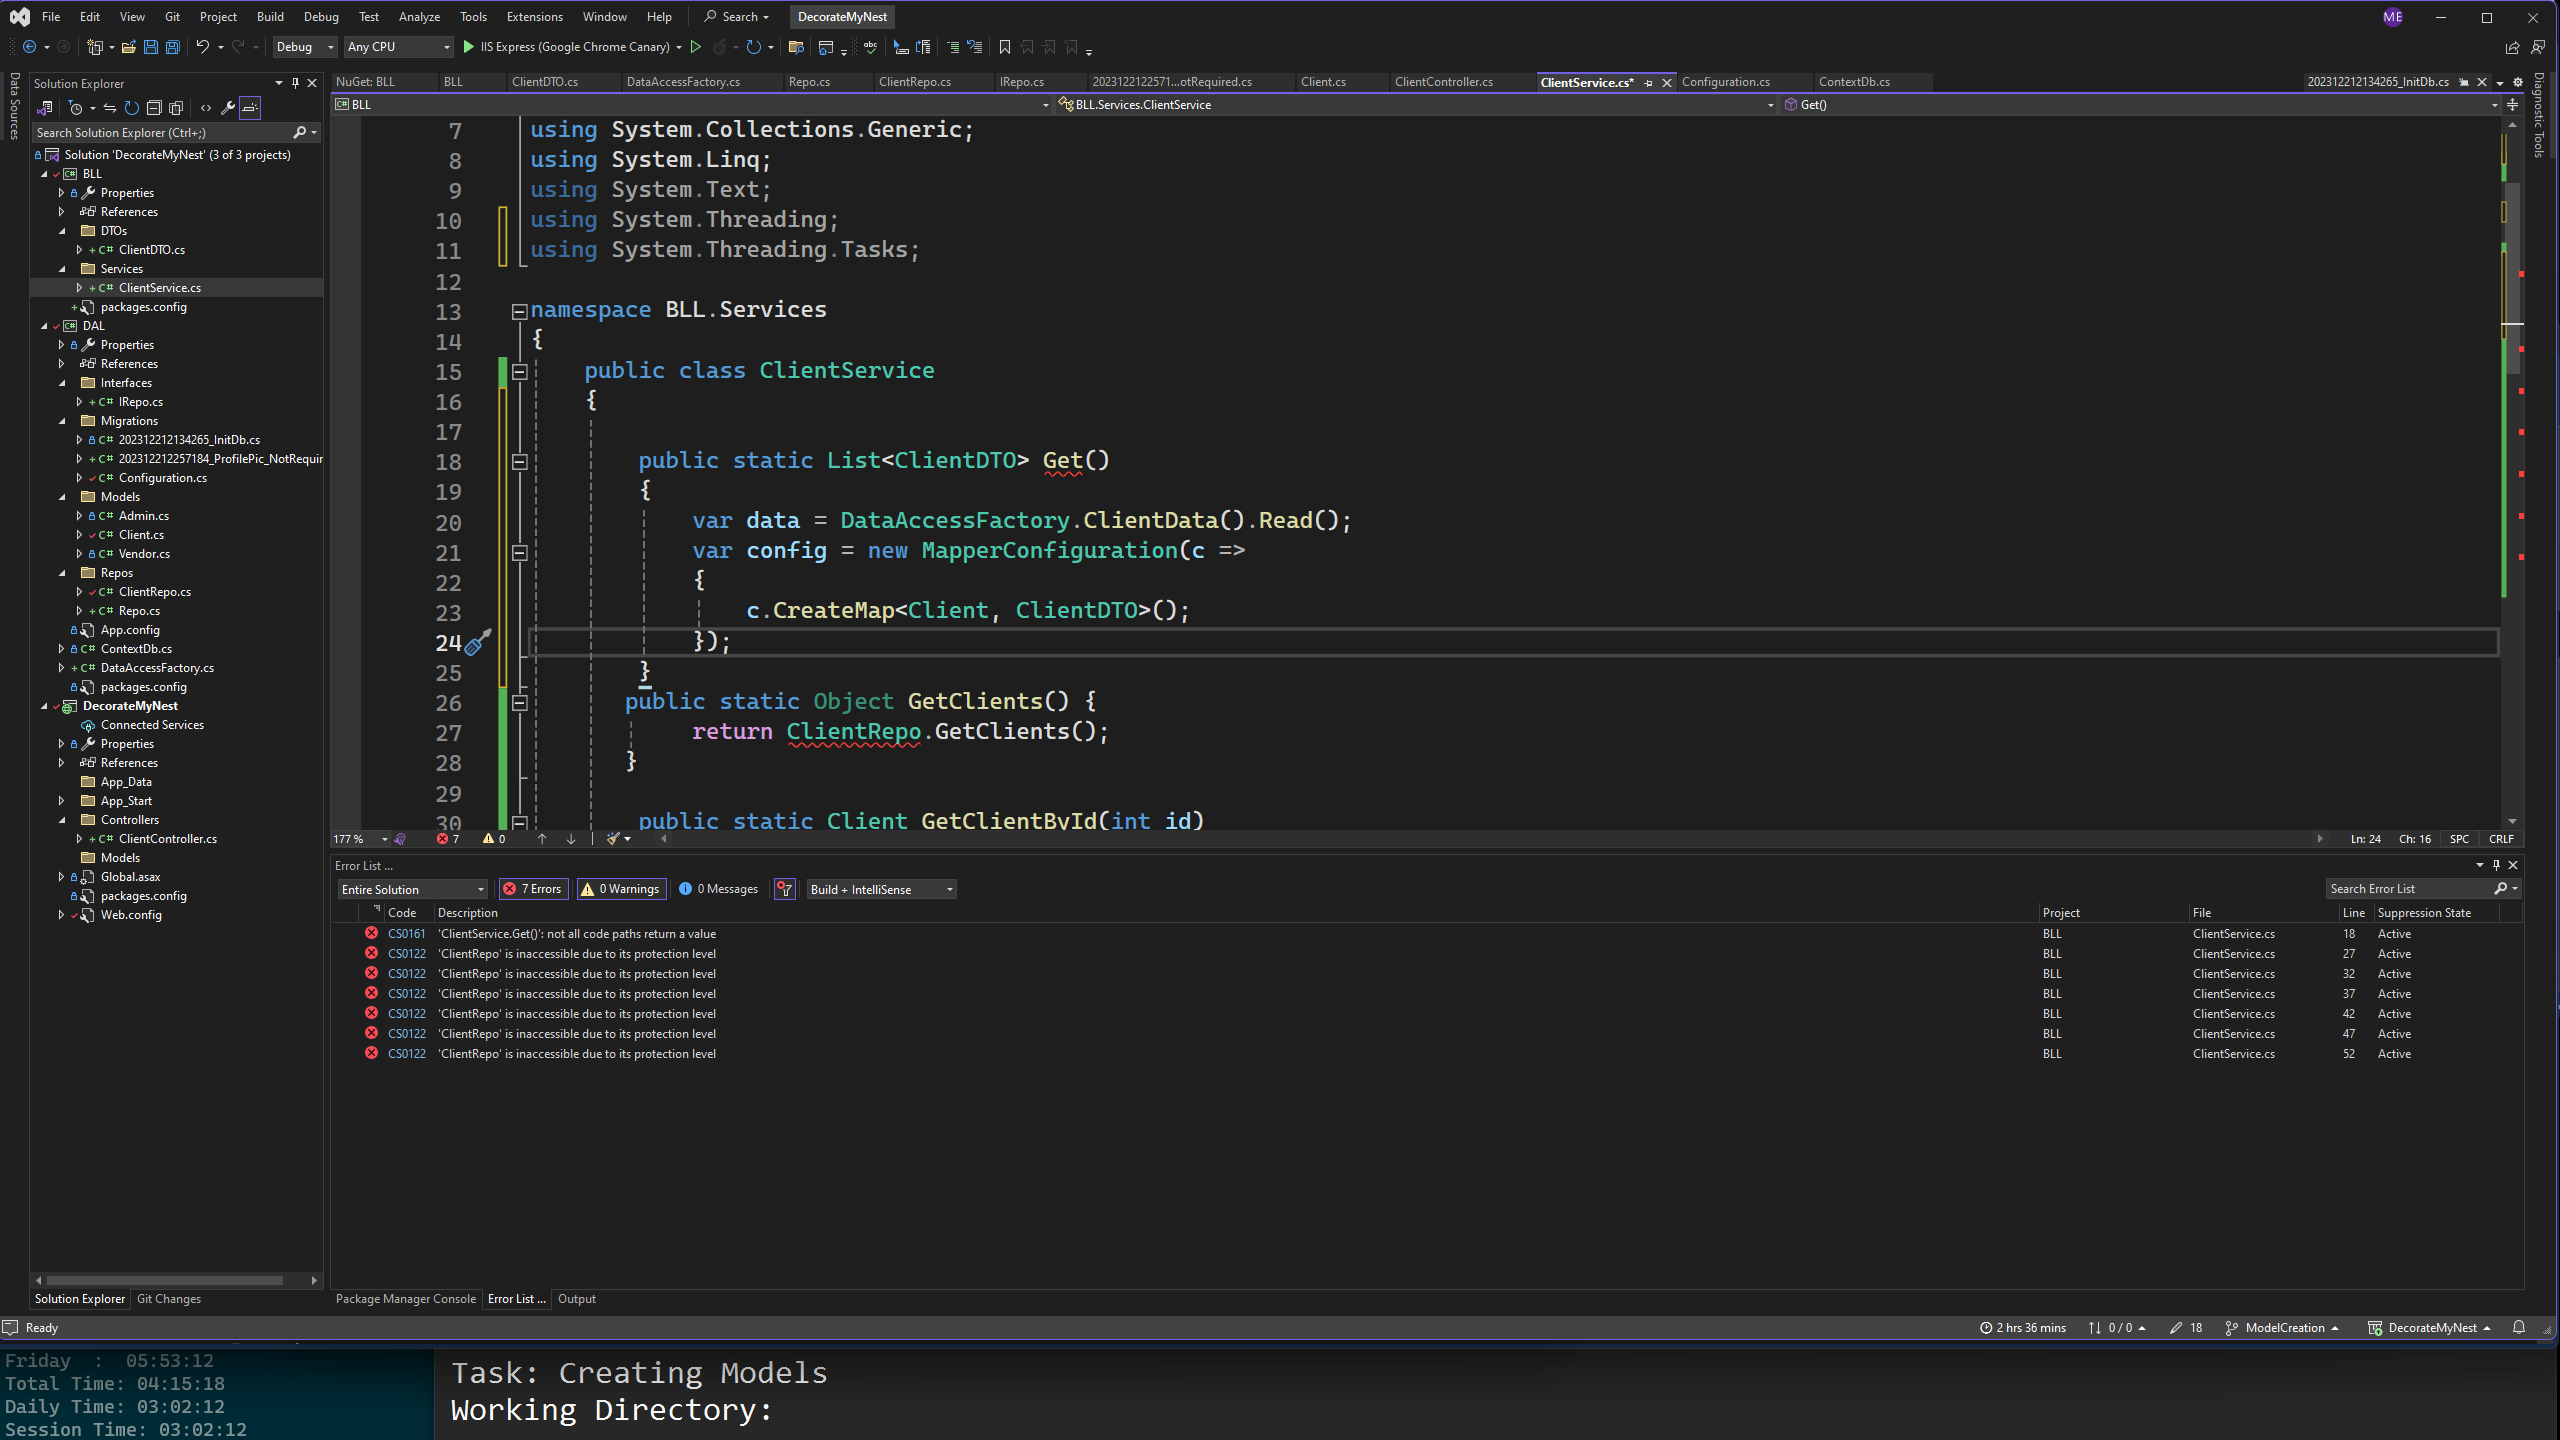 File Edit View Git Project Build Debug Test Analyze Tools Extensions Window Help Search DecorateMyNest ME
Debug Any CPU IIS Express (Google Chrome Canary)
Data Sources
Solution Explorer
Search Solution Explorer (Ctrl+;)
Solution 'DecorateMyNest' (3 of 3 projects)
BLL
Properties
References
DTOs
C# ClientDTO.cs
Services
C# ClientService.cs
packages.config
DAL
Properties
References
Interfaces
C# IRepo.cs
Migrations
C# 202312212134265_InitDb.cs
C# 202312212257184_ProfilePic_NotRequir
C# Configuration.cs
Models
C# Admin.cs
C# Client.cs
C# Vendor.cs
Repos
C# ClientRepo.cs
C# Repo.cs
App.config
C# ContextDb.cs
C# DataAccessFactory.cs
packages.config
DecorateMyNest
Connected Services
Properties
References
App_Data
App_Start
Controllers
C# ClientController.cs
Models
Global.asax
packages.config
Web.config
Solution Explorer Git Changes
NuGet: BLL BLL ClientDTO.cs DataAccessFactory.cs Repo.cs ClientRepo.cs IRepo.cs 2023122122571...otRequired.cs Client.cs ClientController.cs ClientService.cs* Configuration.cs ContextDb.cs 202312212134265_InitDb.cs
C# BLL BLL.Services.ClientService Get()
Diagnostic Tools
7 using System.Collections.Generic;
8 using System.Linq;
9 using System.Text;
10 using System.Threading;
11 using System.Threading.Tasks;
12
13 namespace BLL.Services
14 {
15 public class ClientService
16 {
17
18 public static List<ClientDTO> Get()
19 {
20 var data = DataAccessFactory.ClientData().Read();
21 var config = new MapperConfiguration(c =>
22 {
23 c.CreateMap<Client, ClientDTO>();
24 });
25 }
26 public static Object GetClients() {
27 return ClientRepo.GetClients();
28 }
29
30 public static Client GetClientById(int id)
177 % 7 0 Ln: 24 Ch: 16 SPC CRLF
Error List ...
Entire Solution 7 Errors 0 Warnings 0 Messages Build + IntelliSense Search Error List
Code Description Project File Line Suppression State
CS0161 'ClientService.Get()': not all code paths return a value BLL ClientService.cs 18 Active
CS0122 'ClientRepo' is inaccessible due to its protection level BLL ClientService.cs 27 Active
CS0122 'ClientRepo' is inaccessible due to its protection level BLL ClientService.cs 32 Active
CS0122 'ClientRepo' is inaccessible due to its protection level BLL ClientService.cs 37 Active
CS0122 'ClientRepo' is inaccessible due to its protection level BLL ClientService.cs 42 Active
CS0122 'ClientRepo' is inaccessible due to its protection level BLL ClientService.cs 47 Active
CS0122 'ClientRepo' is inaccessible due to its protection level BLL ClientService.cs 52 Active
Package Manager Console Error List ... Output
Ready 2 hrs 36 mins 0 / 0 18 ModelCreation DecorateMyNest
Friday : 05:53:12
Total Time: 04:15:18
Daily Time: 03:02:12
Session Time: 03:02:12
Task: Creating Models
Working Directory: